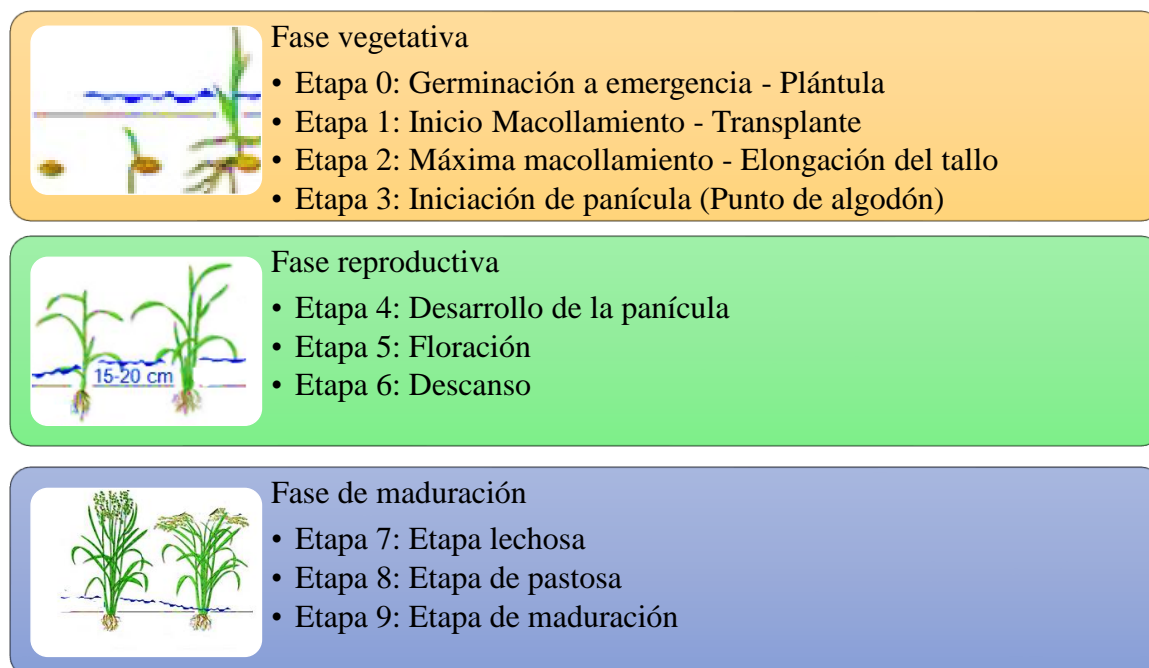 Fase vegetativa
• Etapa 0: Germinación a emergencia - Plántula
• Etapa 1: Inicio Macollamiento - Transplante
• Etapa 2: Máxima macollamiento - Elongación del tallo
• Etapa 3: Iniciación de panícula (Punto de algodón)
Fase reproductiva
• Etapa 4: Desarrollo de la panícula
• Etapa 5: Floración
• Etapa 6: Descanso
15-20 cm
Fase de maduración
• Etapa 7: Etapa lechosa
• Etapa 8: Etapa de pastosa
• Etapa 9: Etapa de maduración